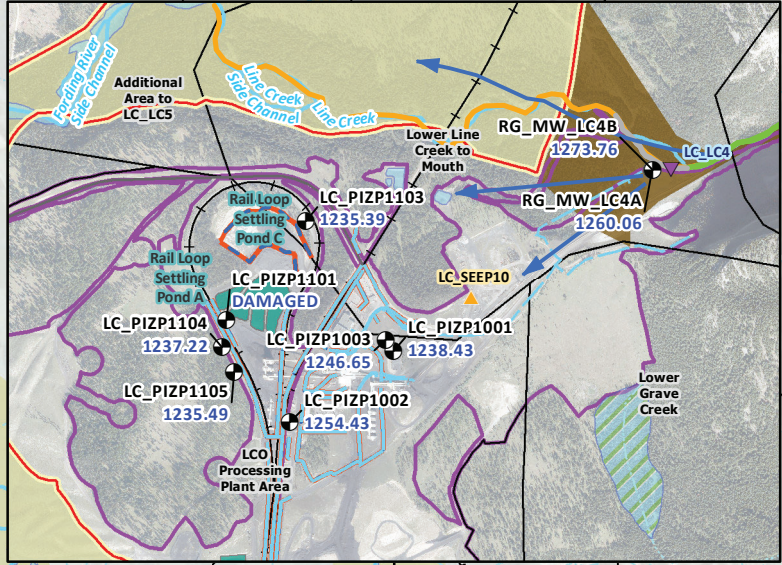 Fording River
Side Channel
Additional
Area to
LC_LC5
Line Creek
Side Channel
Line Creek
Lower Line
Creek to
Mouth
RG_MW_LC4B
1273.76
LC_LC4
RG_MW_LC4A
1260.06
Rail Loop
Settling
Pond C
LC_PIZP1103
1235.39
Rail Loop
Settling
Pond A
LC_PIZP1101
DAMAGED
LC_SEEP10
LC_PIZP1104
1237.22
LC_PIZP1003
1246.65
LC_PIZP1001
1238.43
LC_PIZP1105
1235.49
LC_PIZP1002
1254.43
Lower
Grave
Creek
LCO
Processing
Plant Area